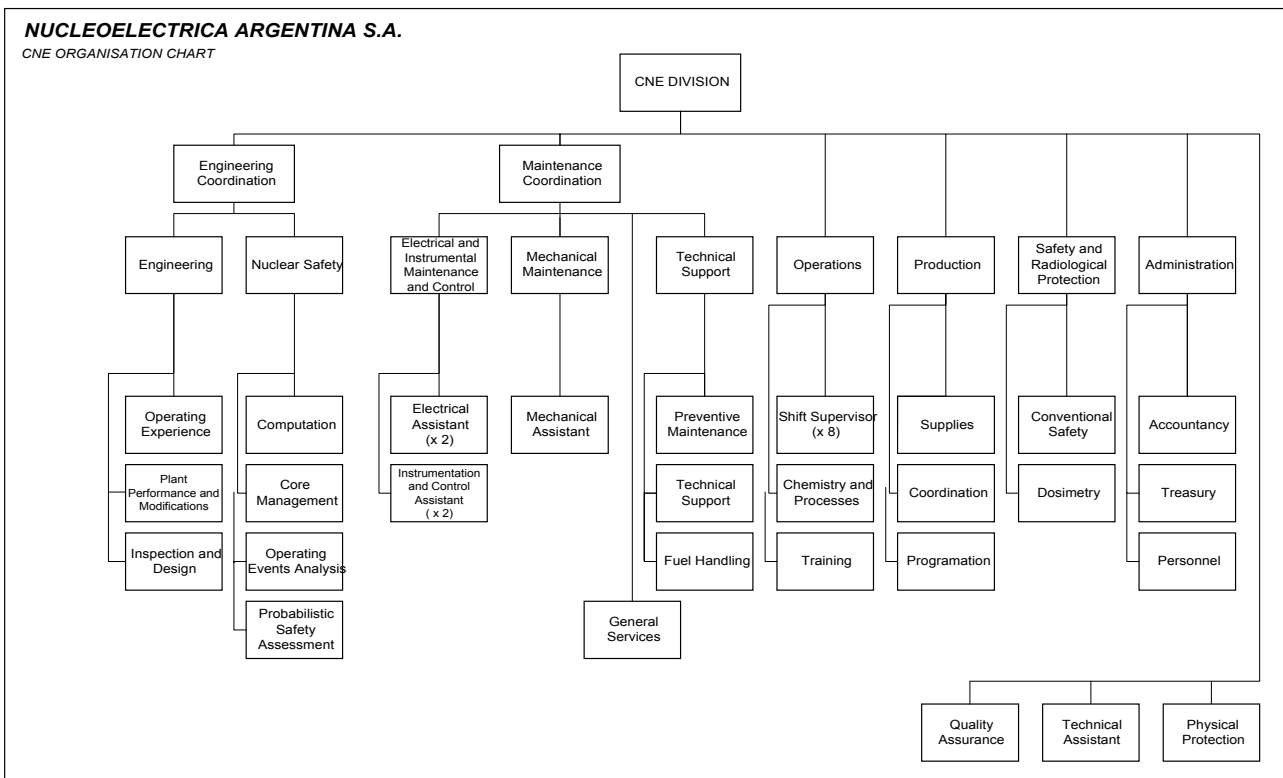 NUCLEOELECTRICA ARGENTINA S.A.
CNE ORGANISATION CHART
CNE DIVISION
Engineering
Coordination
Maintenance
Coordination
Engineering
Nuclear Safety
Electrical and
Instrumental
Maintenance
and Control
Mechanical
Maintenance
Technical
Support
Operations
Production
Safety and
Radiological
Protection
Administration
Operating
Experience
Computation
Electrical
Assistant
(x 2)
Mechanical
Assistant
Preventive
Maintenance
Shift Supervisor
(x 8)
Supplies
Conventional
Safety
Accountancy
Plant
Performance and
Modifications
Core
Management
Instrumentation
and Control
Assistant
( x 2)
Technical
Support
Chemistry and
Processes
Coordination
Dosimetry
Treasury
Inspection and
Design
Operating
Events Analysis
Fuel Handling
Training
Programation
Personnel
Probabilistic
Safety
Assessment
General
Services
Quality
Assurance
Technical
Assistant
Physical
Protection